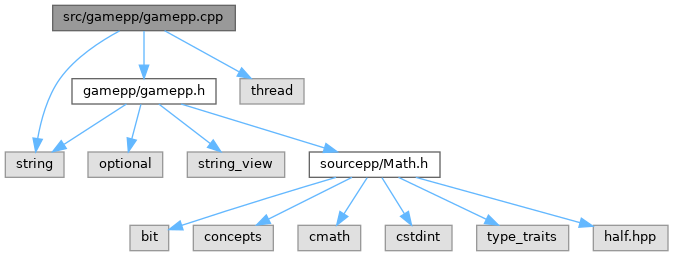 src/gamepp/gamepp.cpp
gamepp/gamepp.h
thread
string
optional
string_view
sourcepp/Math.h
bit
concepts
cmath
cstdint
type_traits
half.hpp